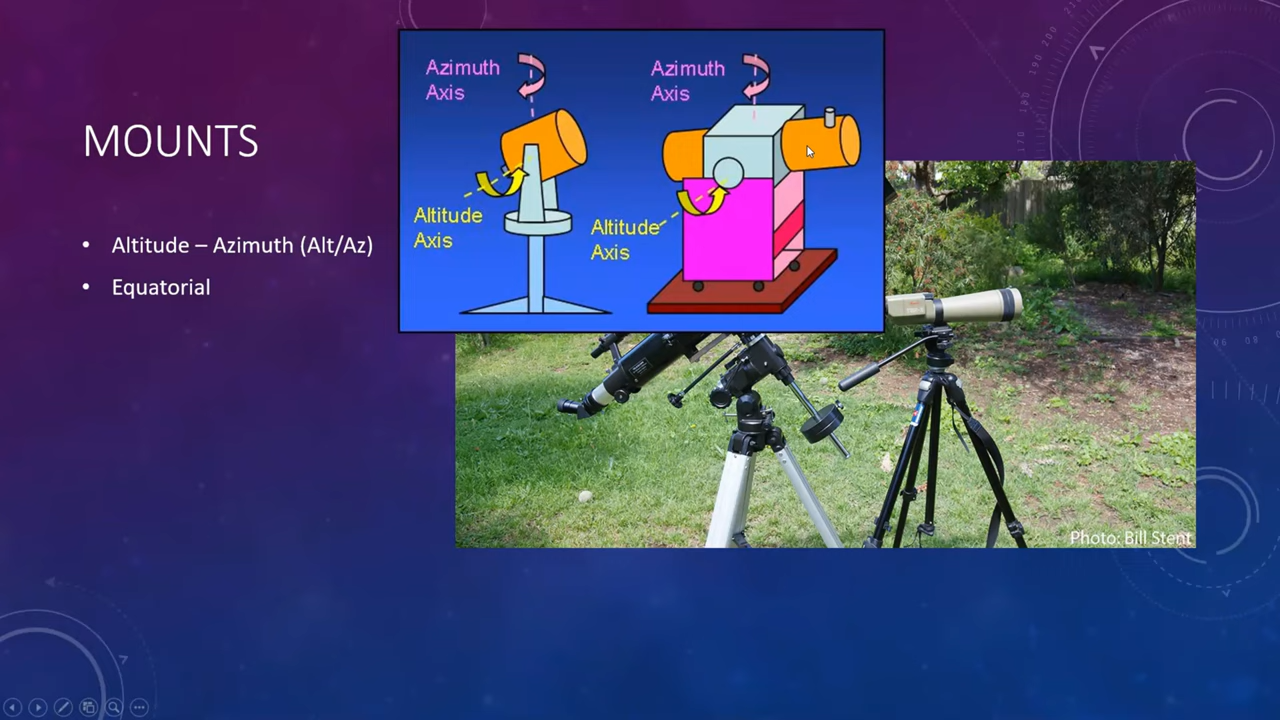 MOUNTS
• Altitude – Azimuth (Alt/Az)
• Equatorial
Azimuth
Axis
Altitude
Axis
Azimuth
Axis
Altitude
Axis
Photo: Bill Stent